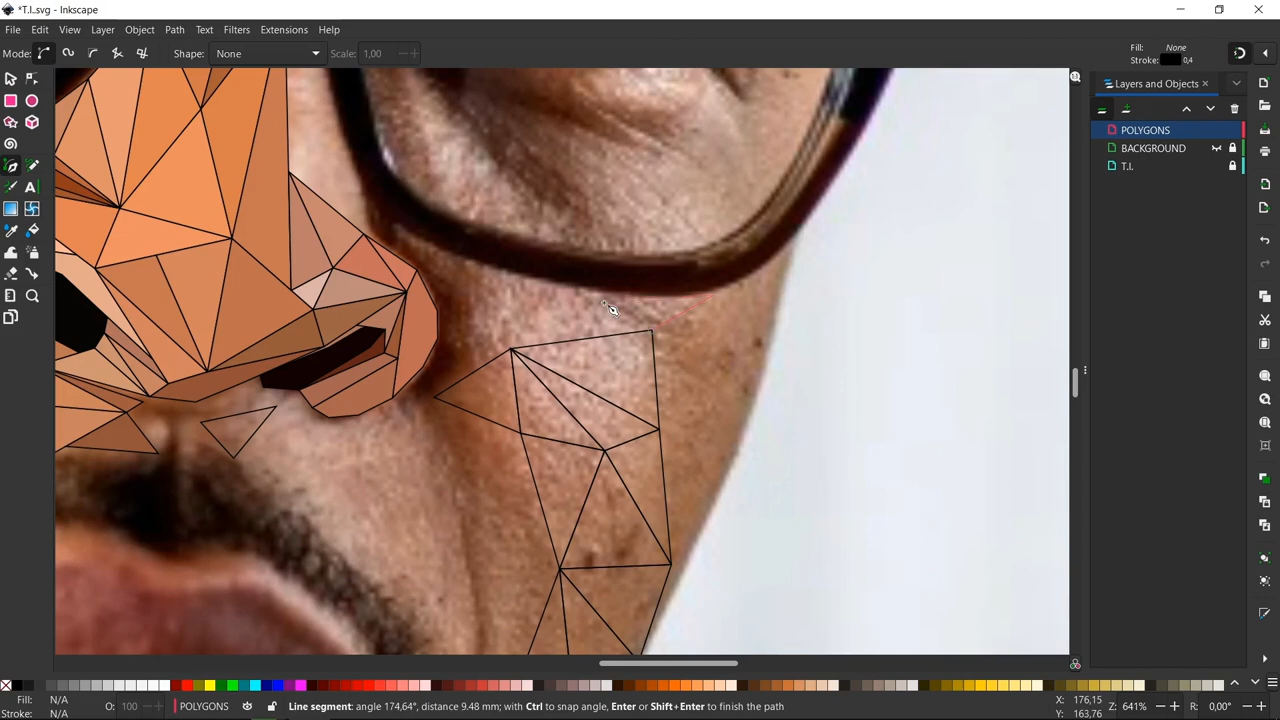 *T.I..svg - Inkscape
File Edit View Layer Object Path Text Filters Extensions Help
Mode: Shape: None Scale: 1,00
Fill: None
Stroke: 0,4
Layers and Objects
POLYGONS
BACKGROUND
T.I.
Fill: N/A
Stroke: N/A
O: 100
POLYGONS
Line segment: angle 174,64°, distance 9.48 mm; with Ctrl to snap angle, Enter or Shift+Enter to finish the path
X: 176,15
Y: 163,76
Z: 641%
R: 0,00°